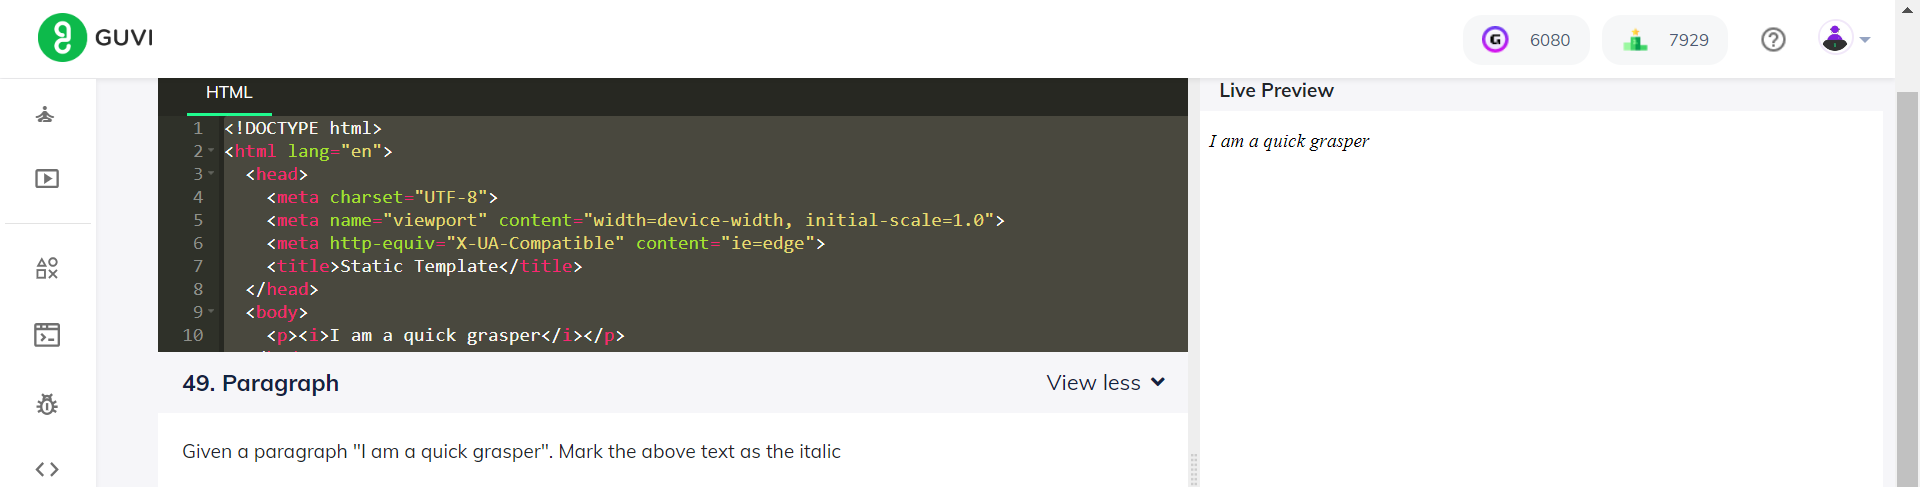 GUVI
6080
7929
HTML
Live Preview
1 <!DOCTYPE html>
2 <html lang="en">
3 <head>
4 <meta charset="UTF-8">
5 <meta name="viewport" content="width=device-width, initial-scale=1.0">
6 <meta http-equiv="X-UA-Compatible" content="ie=edge">
7 <title>Static Template</title>
8 </head>
9 <body>
10 <p><i>I am a quick grasper</i></p>
I am a quick grasper
49. Paragraph
View less
Given a paragraph "I am a quick grasper". Mark the above text as the italic